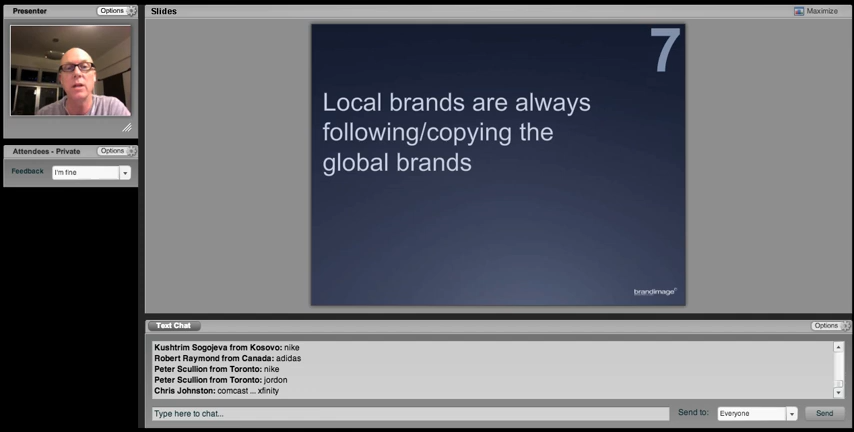 Presenter
Options
Slides
Maximize
7
Local brands are always
following/copying the
global brands
brandimage
Attendees - Private
Options
Feedback
I'm fine
Text Chat
Options
Kushtrim Sogojeva from Kosovo: nike
Robert Raymond from Canada: adidas
Peter Scullion from Toronto: nike
Peter Scullion from Toronto: jordon
Chris Johnston: comcast ... xfinity
Type here to chat...
Send to:
Everyone
Send